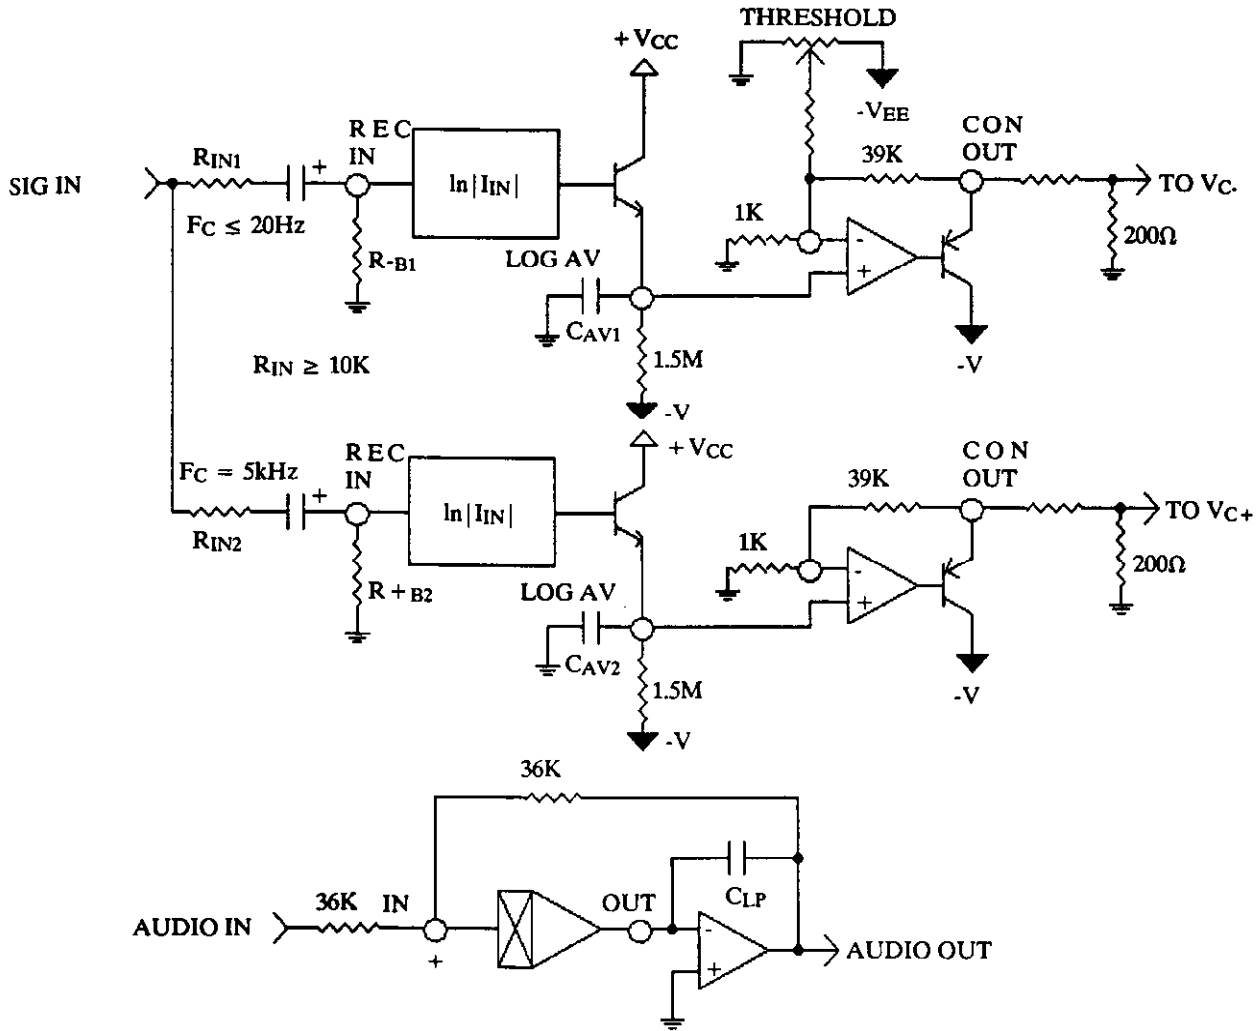 THRESHOLD
+ VCC
-VEE
REC
IN
CON
OUT
SIG IN
RIN1
+
ln|IIN|
39K
TO VC-
FC ≤ 20Hz
1K
200Ω
R-B1
LOG AV
-
+
CAV1
RIN ≥ 10K
1.5M
-V
-V
+ VCC
FC = 5kHz
REC
IN
CON
OUT
39K
+
ln|IIN|
TO VC+
RIN2
1K
200Ω
R+B2
LOG AV
-
+
CAV2
1.5M
-V
-V
36K
CLP
36K
IN
OUT
AUDIO IN
-
+
+
AUDIO OUT